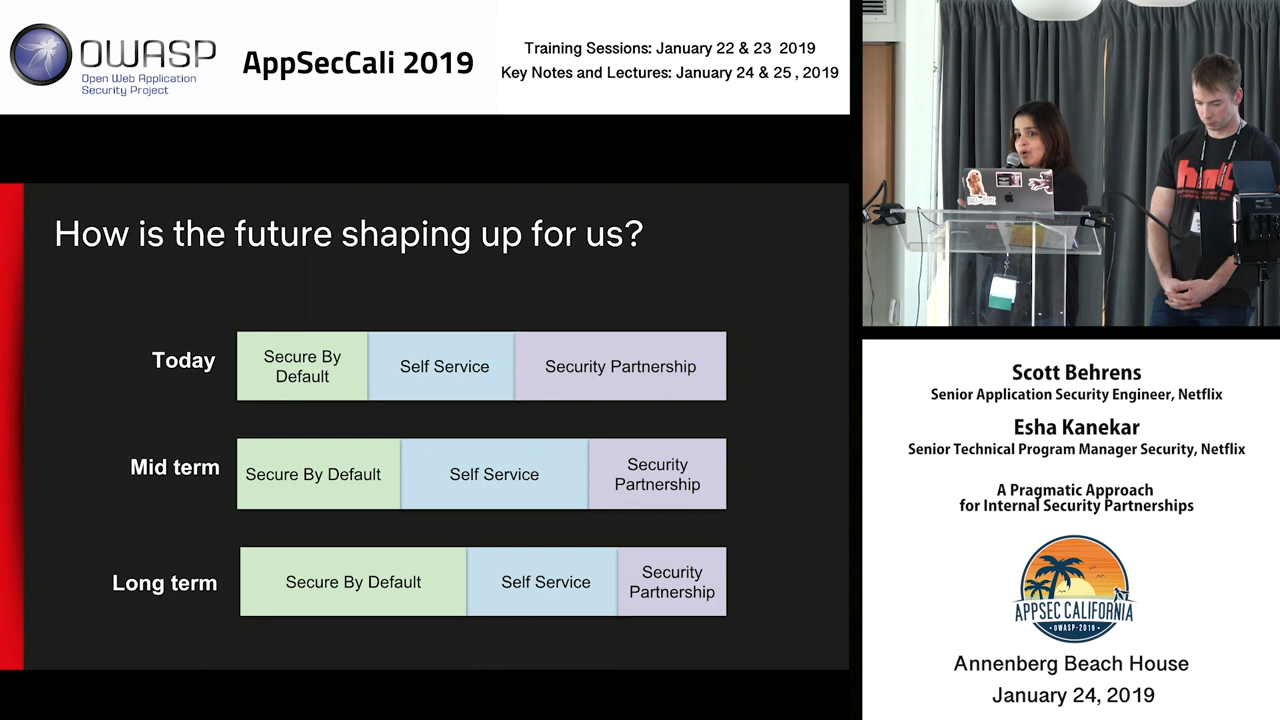 OWASP
Open Web Application
Security Project
AppSecCali 2019
Training Sessions: January 22 & 23 2019
Key Notes and Lectures: January 24 & 25 , 2019
How is the future shaping up for us?
Today
Secure By
Default
Self Service
Security Partnership
Mid term
Secure By Default
Self Service
Security
Partnership
Long term
Secure By Default
Self Service
Security
Partnership
Scott Behrens
Senior Application Security Engineer, Netflix
Esha Kanekar
Senior Technical Program Manager Security, Netflix
A Pragmatic Approach
for Internal Security Partnerships
APPSEC CALIFORNIA
• OWASP-2019 •
Annenberg Beach House
January 24, 2019